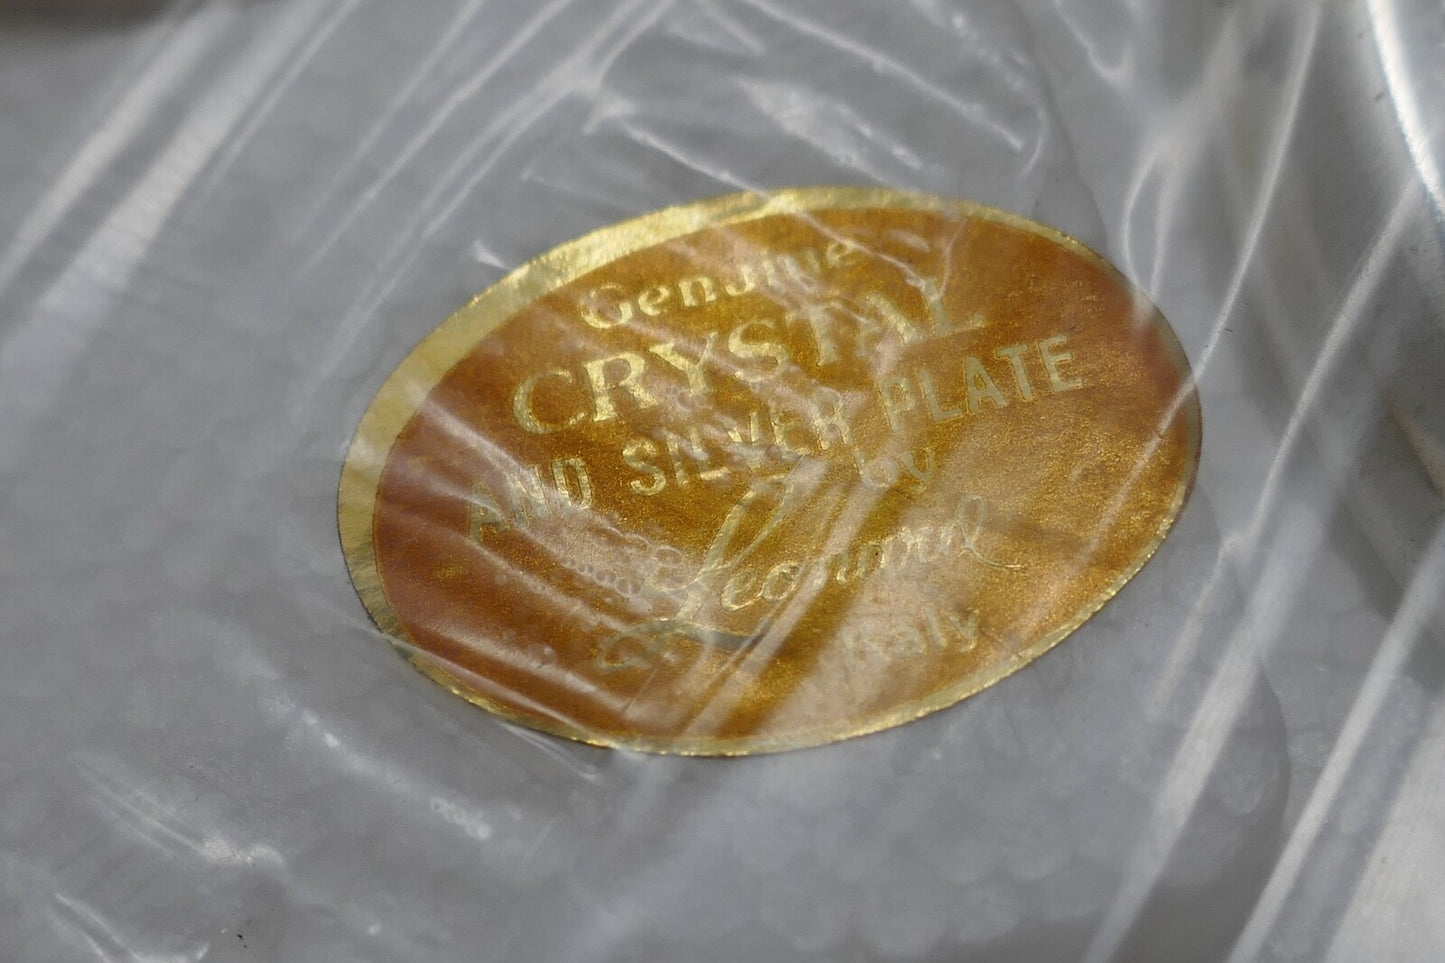 Genuine
CRYSTAL
AND SILVER PLATE
by
Leonard
Italy